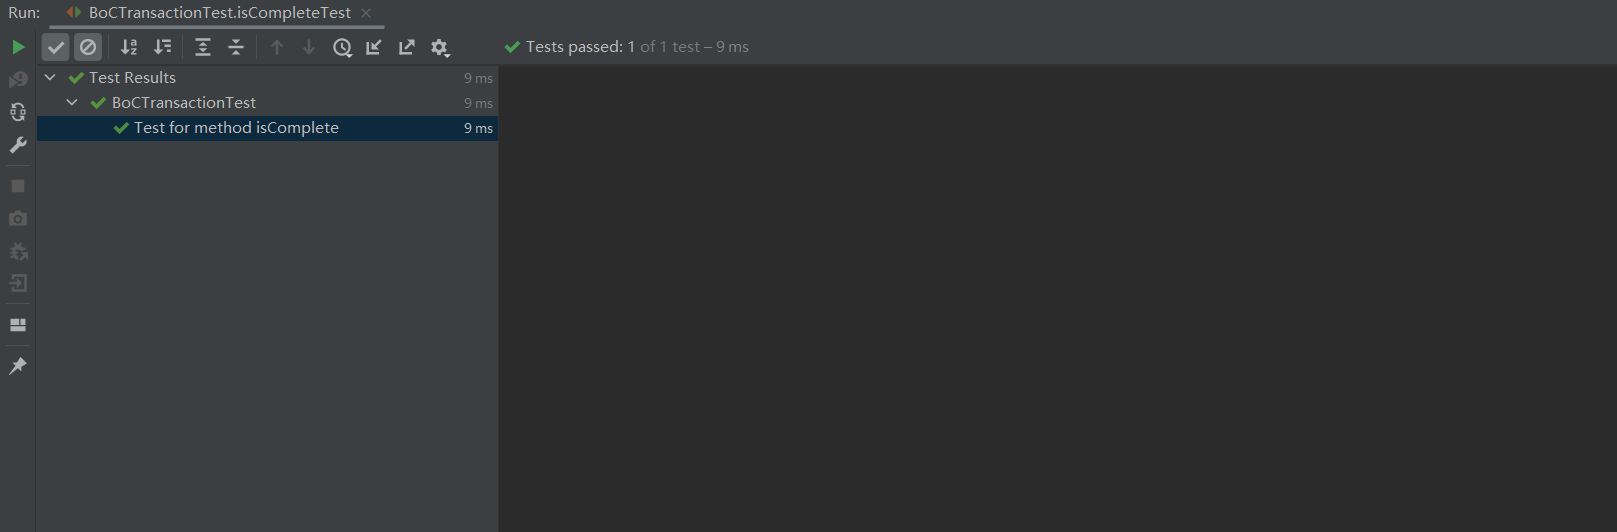 Run: BoCTransactionTest.isCompleteTest
Tests passed: 1 of 1 test – 9 ms
Test Results 9 ms
BoCTransactionTest 9 ms
Test for method isComplete 9 ms